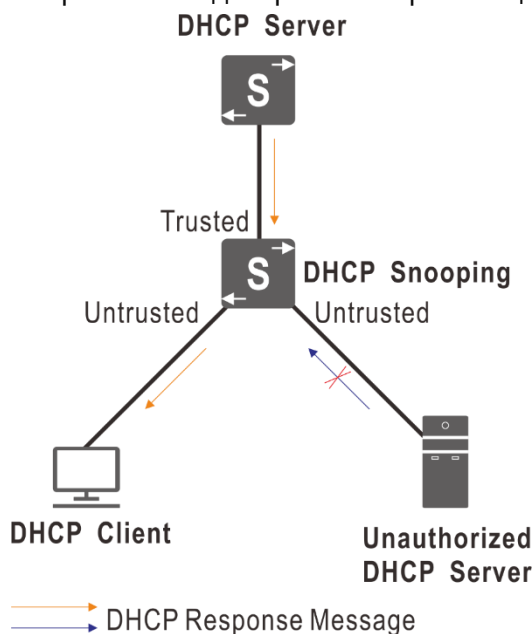 DHCP Server
S
Trusted
S
DHCP Snooping
Untrusted
Untrusted
DHCP Client
Unauthorized
DHCP Server
DHCP Response Message